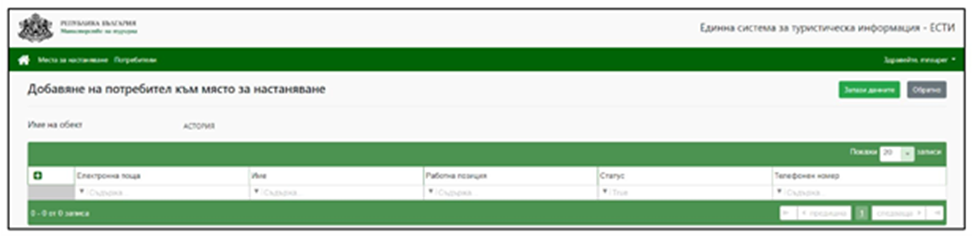 РЕПУБЛИКА БЪЛГАРИЯ
Министерство на туризма
Единна система за туристическа информация - ЕСТИ
Места за настаняване Потребители
Здравейте,
Добавяне на потребител към място за настаняване
Запази данните Обратно
Име на обект АСТОРИЯ
Покажи 20 записи
Електронна поща Име Работна позиция Статус Телефонен номер
Съдържа... Съдържа... Съдържа... True Съдържа...
0 - 0 от 0 записа
предишна 1 следваща